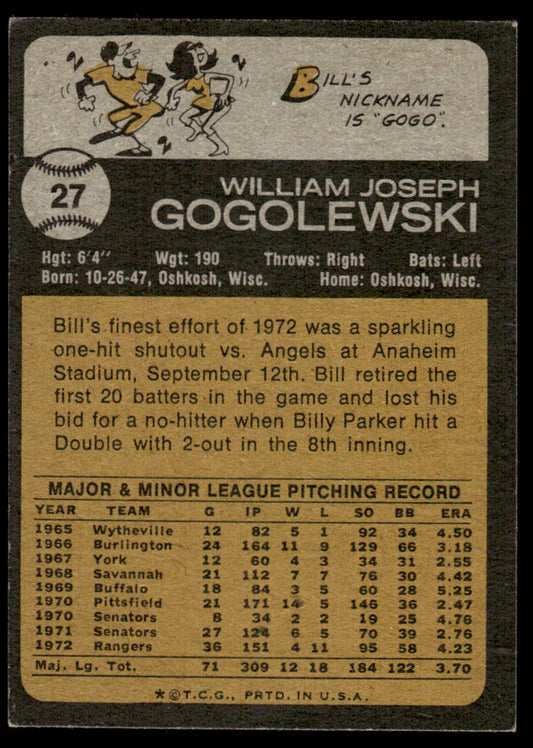 2
2
2
BILL'S
NICKNAME
IS "GOGO".
27
WILLIAM JOSEPH
GOGOLEWSKI
Hgt: 6'4" Wgt: 190 Throws: Right Bats: Left
Born: 10-26-47, Oshkosh, Wisc. Home: Oshkosh, Wisc.
Bill's finest effort of 1972 was a sparkling
one-hit shutout vs. Angels at Anaheim
Stadium, September 12th. Bill retired the
first 20 batters in the game and lost his
bid for a no-hitter when Billy Parker hit a
Double with 2-out in the 8th inning.
MAJOR & MINOR LEAGUE PITCHING RECORD
YEAR TEAM G IP W L SO BB ERA
1965 Wytheville 12 82 5 1 92 34 4.50
1966 Burlington 24 164 11 9 129 66 3.18
1967 York 12 60 4 3 34 31 2.55
1968 Savannah 21 112 7 7 76 30 4.42
1969 Buffalo 18 84 3 5 60 28 5.25
1970 Pittsfield 21 171 14 5 146 36 2.47
1970 Senators 8 34 2 2 19 25 4.76
1971 Senators 27 124 6 5 70 39 2.76
1972 Rangers 36 151 4 11 95 58 4.23
Maj. Lg. Tot. 71 309 12 18 184 122 3.70
*©T.C.G., PRTD. IN U.S.A.